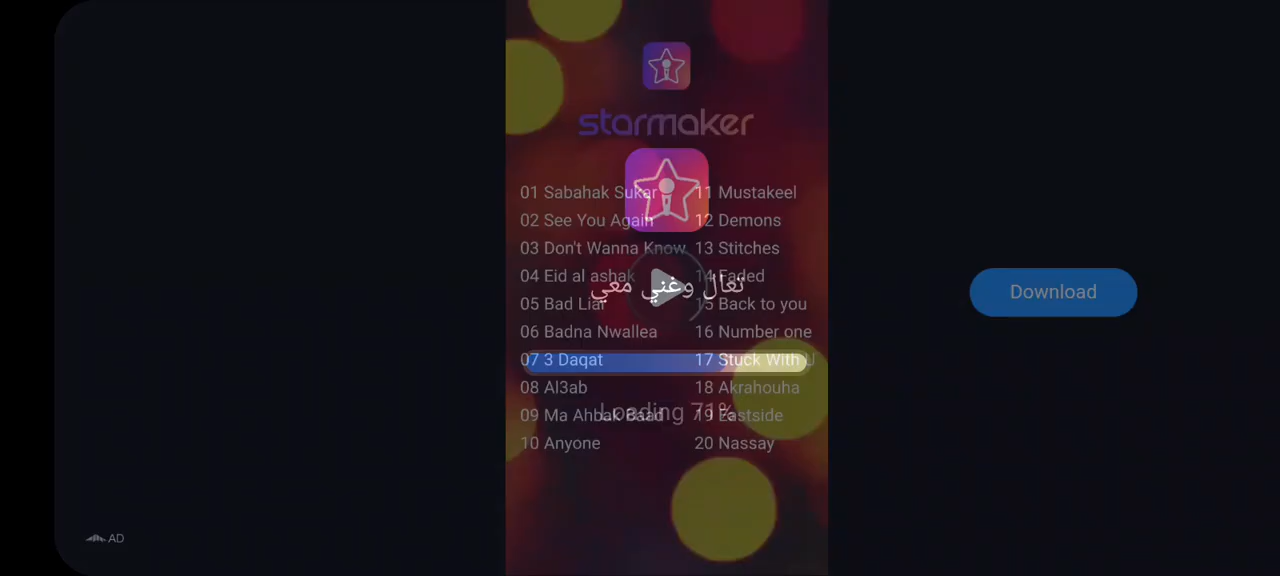 starmaker
01 Sabahak Sukar
02 See You Again
03 Don't Wanna Know
04 Eid al ashak
05 Bad Liar
06 Badna Nwallea
07 3 Daqat
08 Al3ab
09 Ma Ahbak Baad
10 Anyone
11 Mustakeel
12 Demons
13 Stitches
14 Faded
15 Back to you
16 Number one
17 Stuck With U
18 Akrahouha
19 Eastside
20 Nassay
تعال وغني معي
Loading 71%
Download
AD